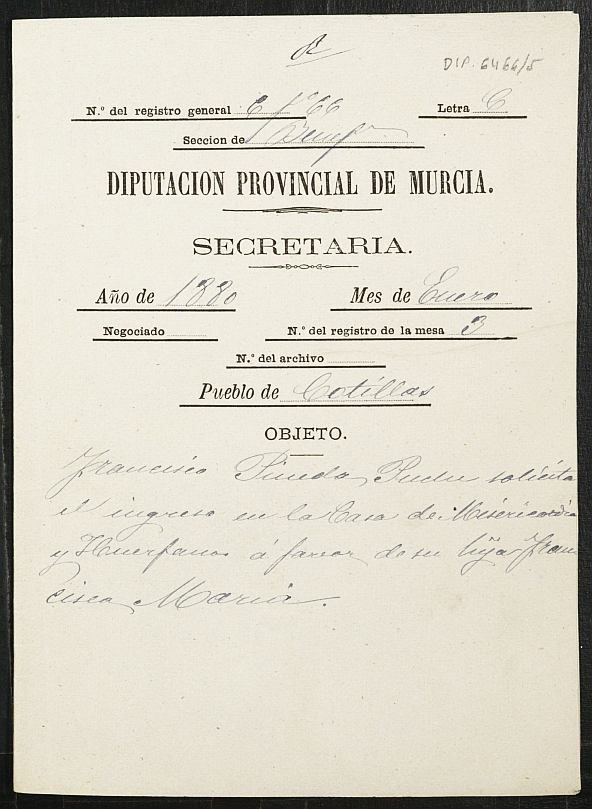 DIP. 6466/5
N.º del registro general
Letra C
Seccion de Benefª
DIPUTACION PROVINCIAL DE MURCIA.
SECRETARIA.
Año de 1880 Mes de Enero
Negociado N.º del registro de la mesa 3
N.º del archivo
Pueblo de Cotillas
OBJETO.
Francisco Pineda solicita
el ingreso en la Casa de Misericordia
y Huerfanos á favor de su hija Fran
cisca Maria.